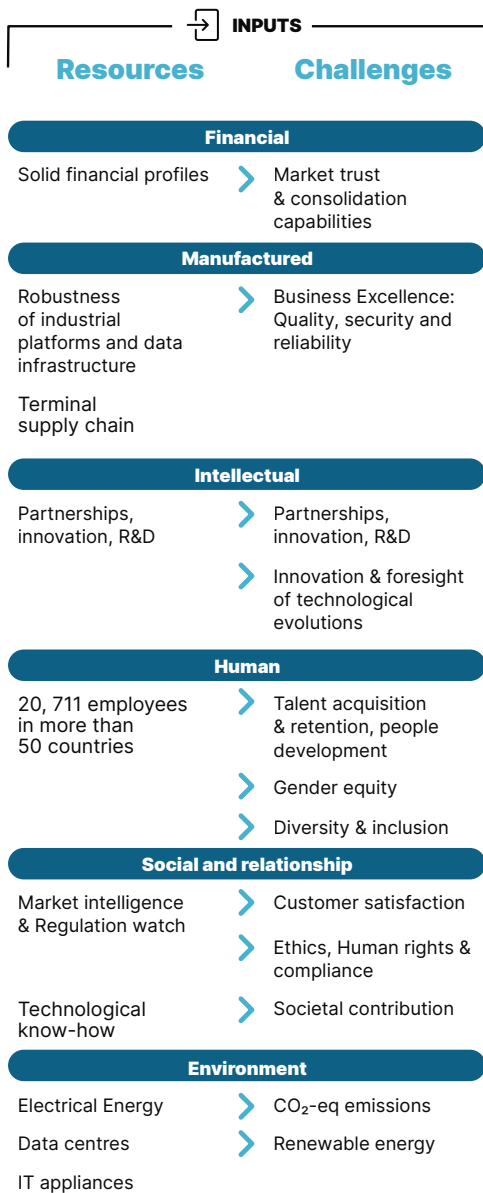 INPUTS
Resources
Challenges
Financial
Solid financial profiles
Market trust
& consolidation
capabilities
Manufactured
Robustness
of industrial
platforms and data
infrastructure
Terminal
supply chain
Business Excellence:
Quality, security and
reliability
Intellectual
Partnerships,
innovation, R&D
Partnerships,
innovation, R&D
Innovation & foresight
of technological
evolutions
Human
20, 711 employees
in more than
50 countries
Talent acquisition
& retention, people
development
Gender equity
Diversity & inclusion
Social and relationship
Market intelligence
& Regulation watch
Customer satisfaction
Ethics, Human rights &
compliance
Technological
know-how
Societal contribution
Environment
Electrical Energy
CO₂-eq emissions
Data centres
Renewable energy
IT appliances